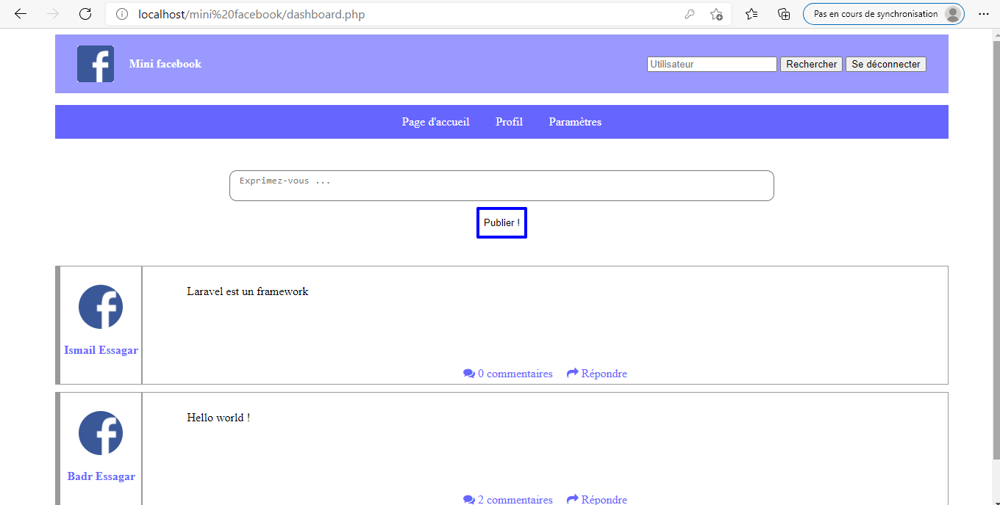 localhost/mini%20facebook/dashboard.php
Pas en cours de synchronisation
f Mini facebook
Utilisateur Rechercher Se déconnecter
Page d'accueil Profil Paramètres
Exprimez-vous ...
Publier !
f
Laravel est un framework
Ismail Essagar
0 commentaires Répondre
f
Hello world !
Badr Essagar
2 commentaires Répondre